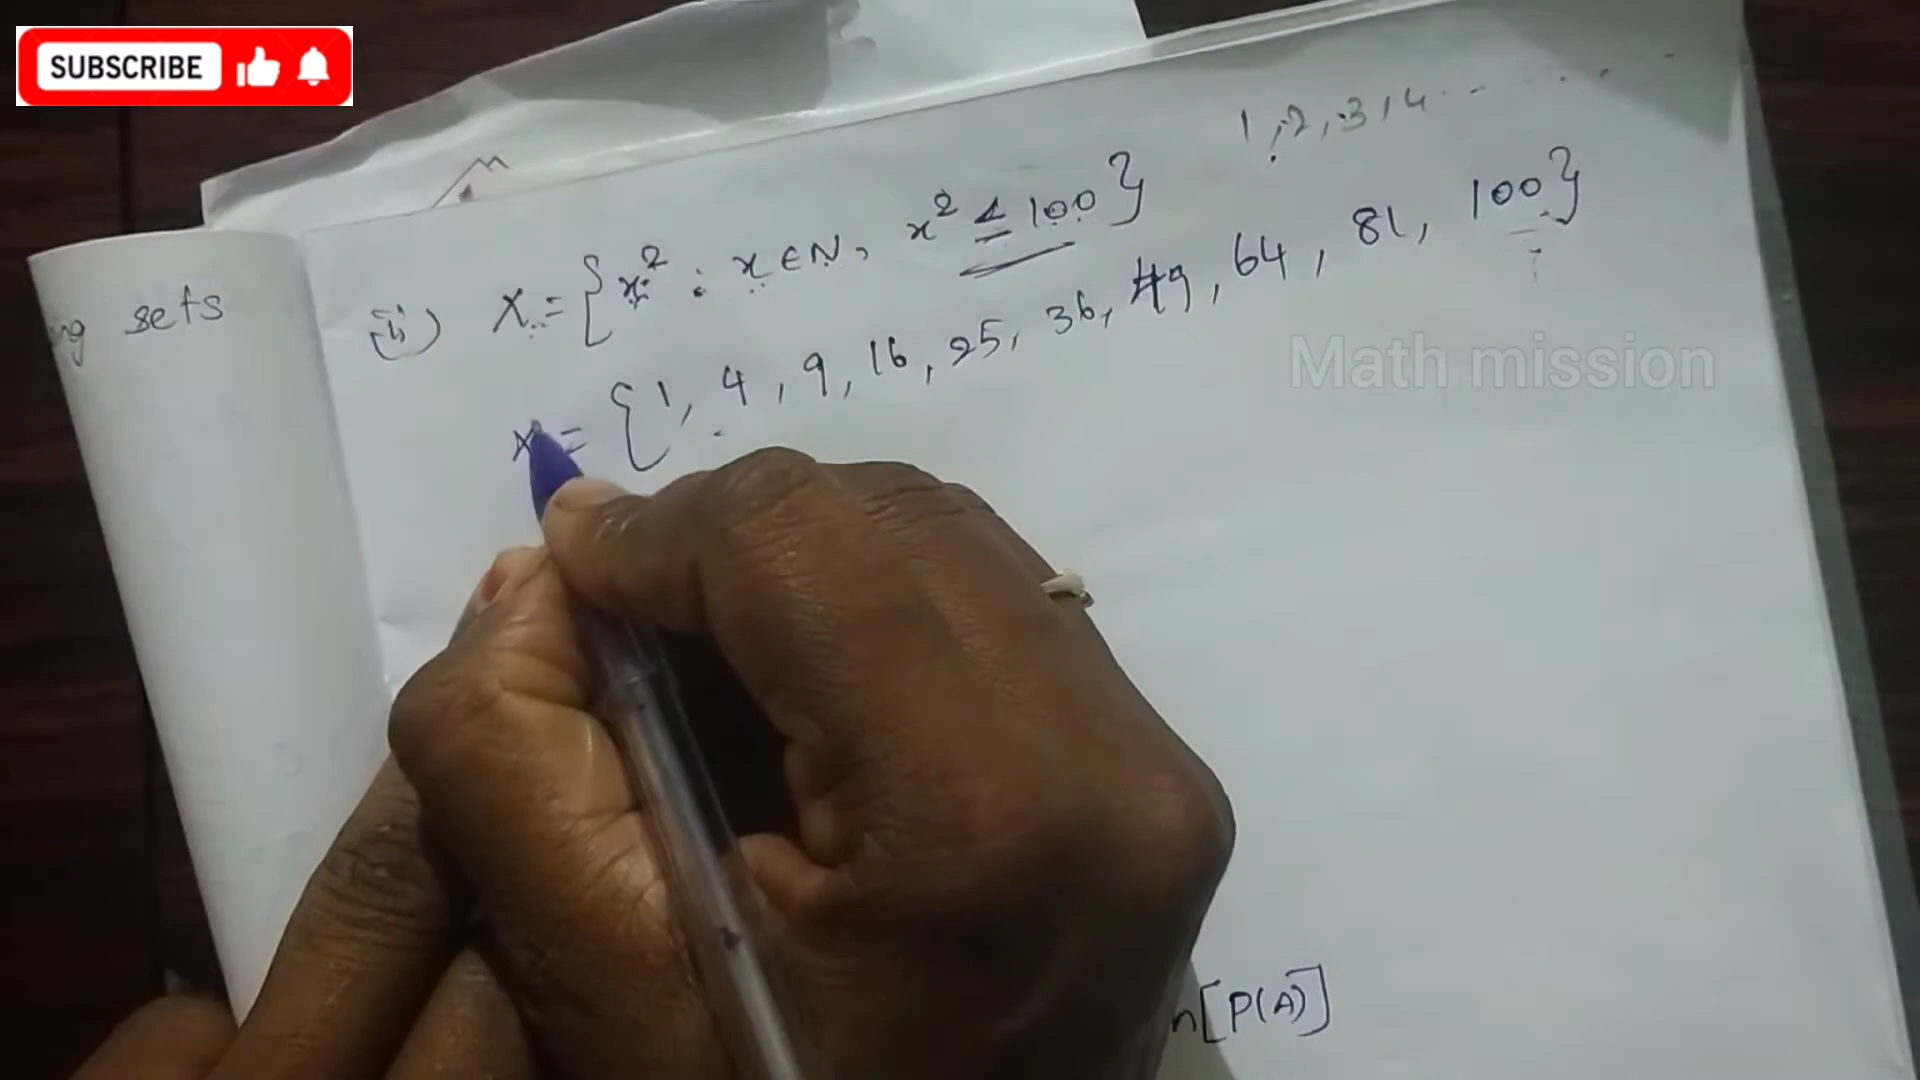 SUBSCRIBE
1, 2, 3, 4 - - . . . .
ii) X = { x² : x ∈ N, x² ≤ 100 }
X = { 1, 4, 9, 16, 25, 36, 49, 64, 81, 100 }
sets
Math mission
n[P(A)]